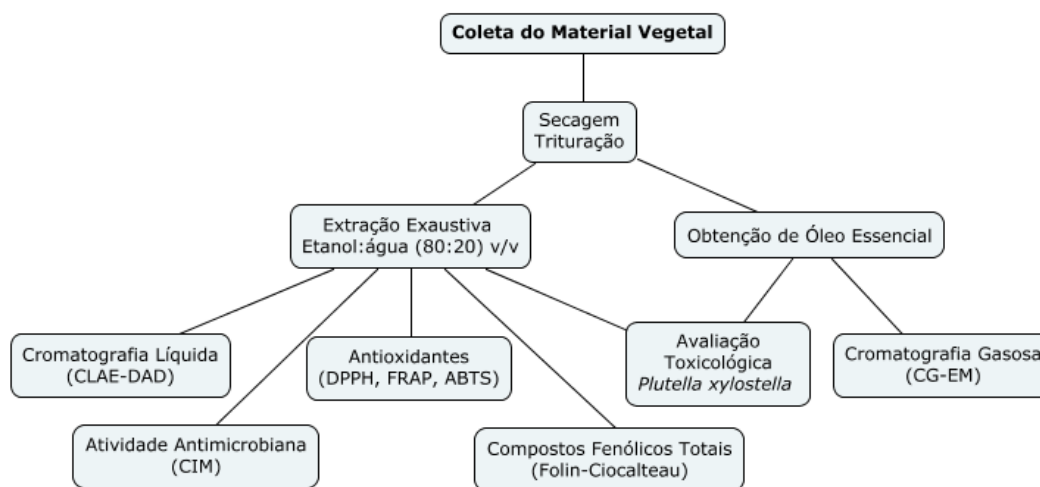 Coleta do Material Vegetal
Secagem
Trituração
Extração Exaustiva
Etanol:água (80:20) v/v
Obtenção de Óleo Essencial
Cromatografia Líquida
(CLAE-DAD)
Antioxidantes
(DPPH, FRAP, ABTS)
Avaliação
Toxicológica
Plutella xylostella
Cromatografia Gasosa
(CG-EM)
Atividade Antimicrobiana
(CIM)
Compostos Fenólicos Totais
(Folin-Ciocalteau)